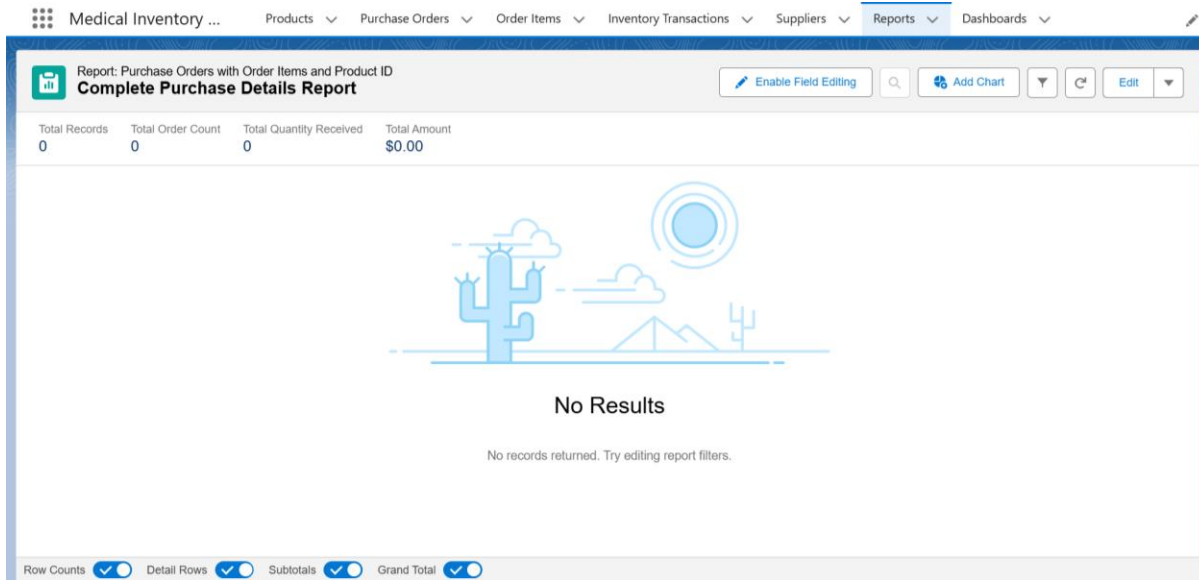 Medical Inventory ... Products Purchase Orders Order Items Inventory Transactions Suppliers Reports Dashboards
Report: Purchase Orders with Order Items and Product ID
Complete Purchase Details Report
Enable Field Editing Add Chart Edit
Total Records Total Order Count Total Quantity Received Total Amount
0 0 0 $0.00
No Results
No records returned. Try editing report filters.
Row Counts Detail Rows Subtotals Grand Total